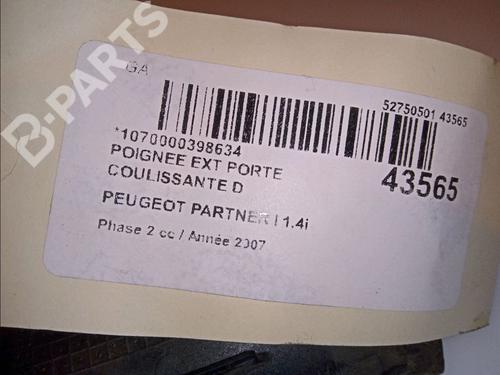 B-PARTS
GA
52750501 43565
*1070000398634
43565
POIGNEE EXT PORTE
COULISSANTE D
PEUGEOT PARTNER I 1.4i
Phase 2 cc / Année 2007